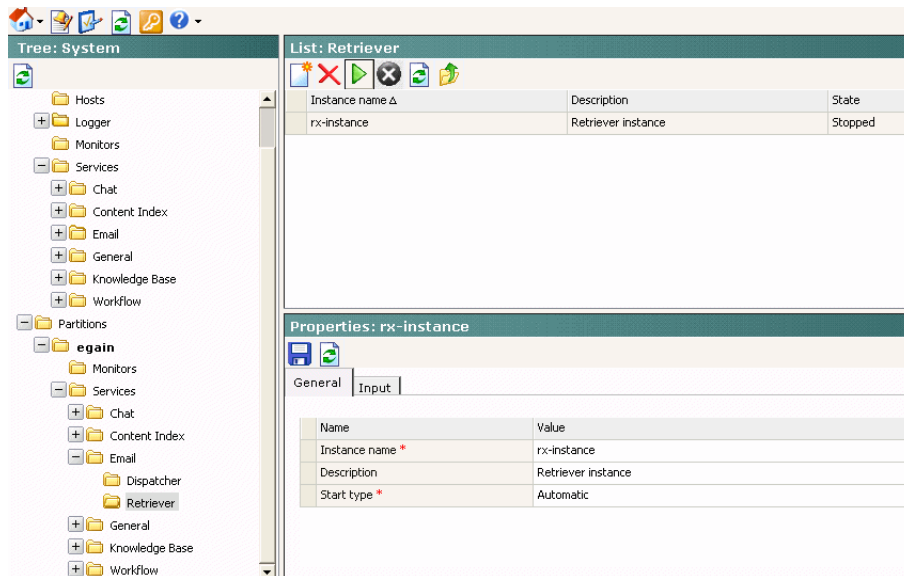 Tree: System
Hosts
Logger
Monitors
Services
Chat
Content Index
Email
General
Knowledge Base
Workflow
Partitions
egain
Monitors
Services
Chat
Content Index
Email
Dispatcher
Retriever
General
Knowledge Base
Workflow
List: Retriever
Instance name Description State
rx-instance Retriever instance Stopped
Properties: rx-instance
General Input
Name Value
Instance name * rx-instance
Description Retriever instance
Start type * Automatic